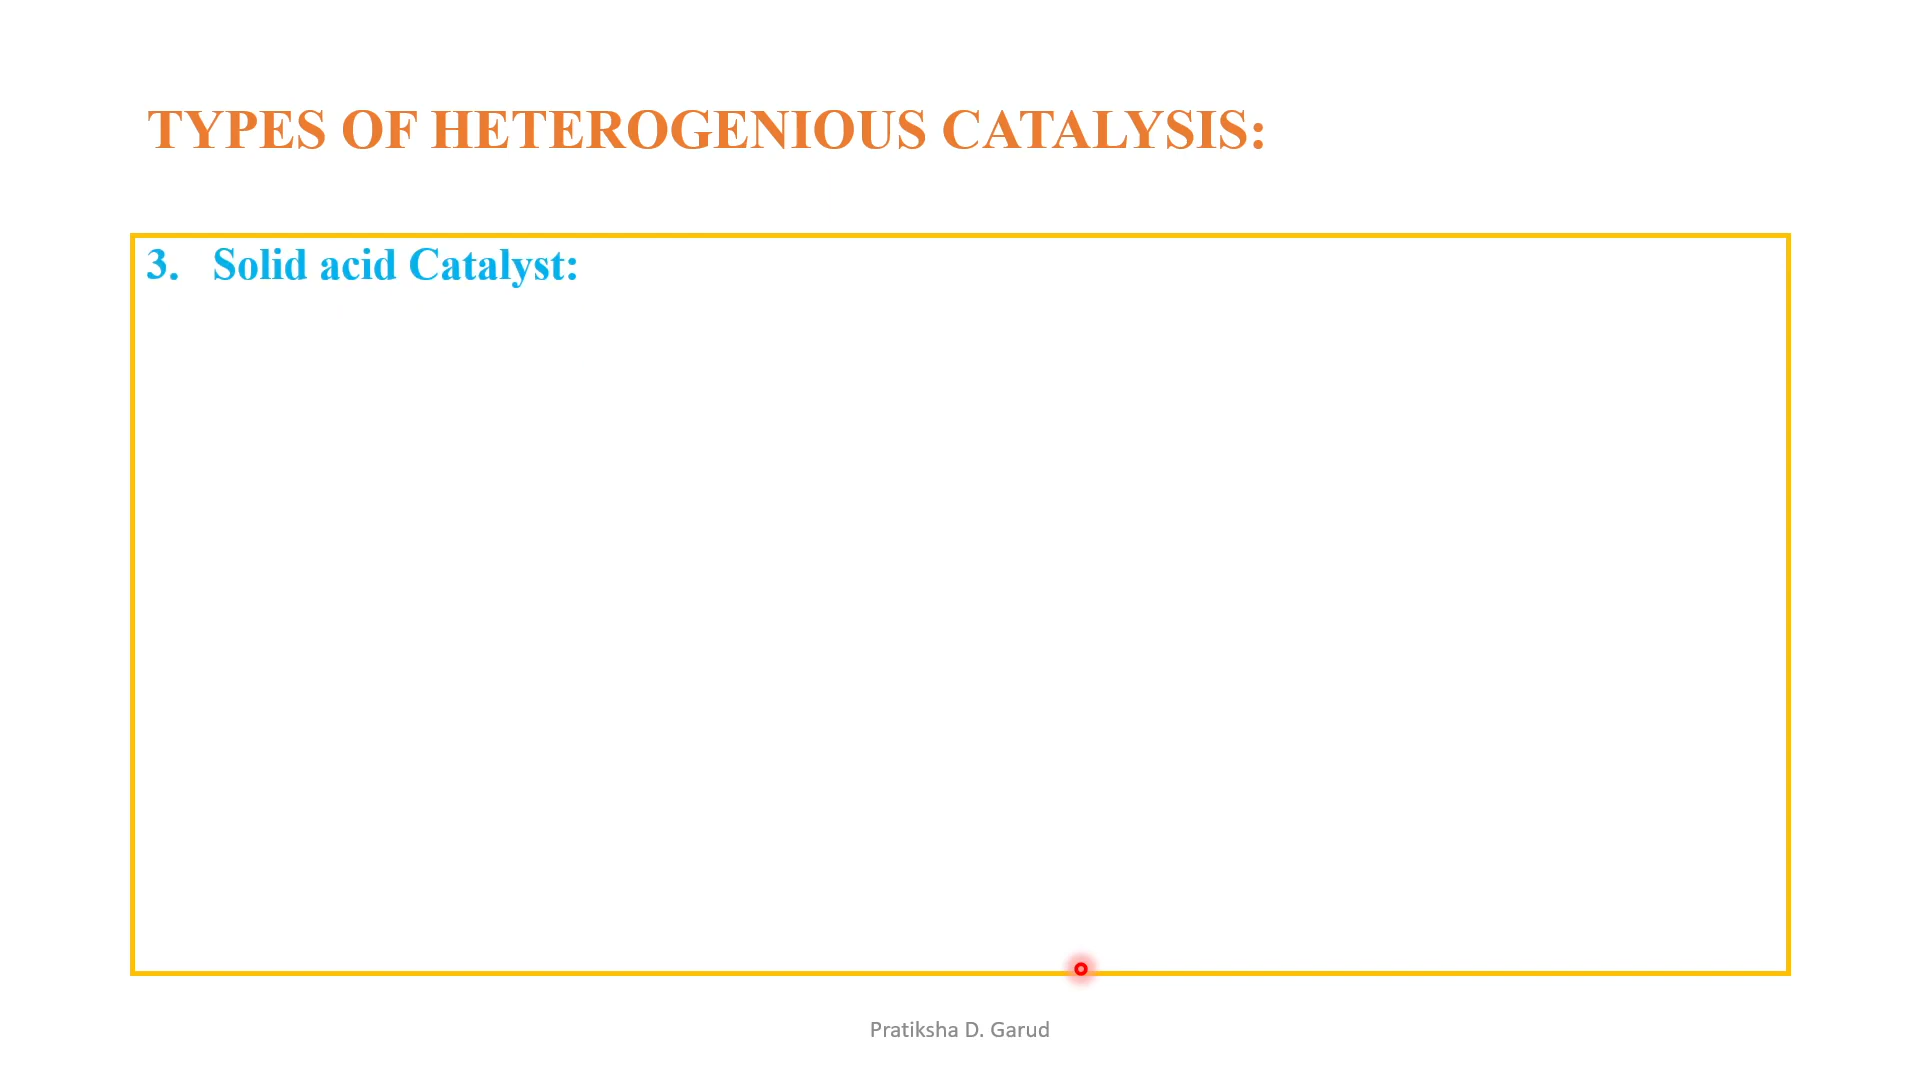 TYPES OF HETEROGENIOUS CATALYSIS:
3. Solid acid Catalyst:
Pratiksha D. Garud